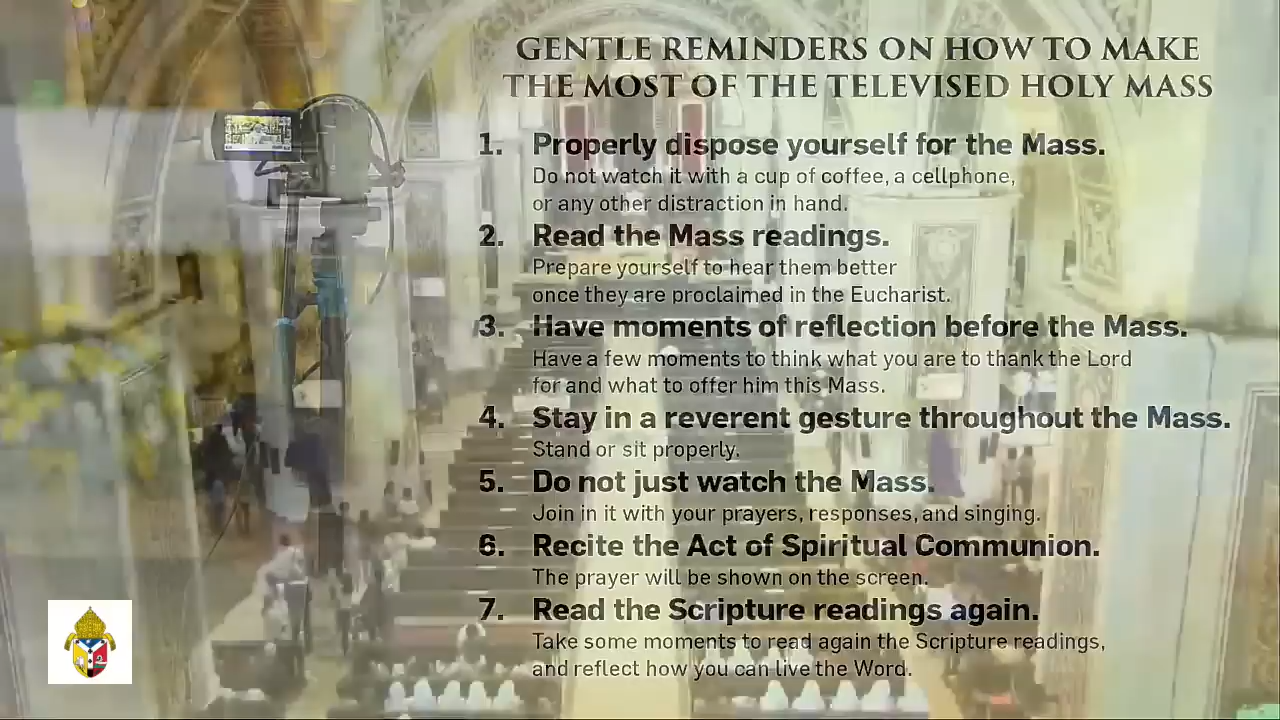 GENTLE REMINDERS ON HOW TO MAKE
THE MOST OF THE TELEVISED HOLY MASS
1. Properly dispose yourself for the Mass.
Do not watch it with a cup of coffee, a cellphone,
or any other distraction in hand.
2. Read the Mass readings.
Prepare yourself to hear them better
once they are proclaimed in the Eucharist.
3. Have moments of reflection before the Mass.
Have a few moments to think what you are to thank the Lord
for and what to offer him this Mass.
4. Stay in a reverent gesture throughout the Mass.
Stand or sit properly.
5. Do not just watch the Mass.
Join in it with your prayers, responses, and singing.
6. Recite the Act of Spiritual Communion.
The prayer will be shown on the screen.
7. Read the Scripture readings again.
Take some moments to read again the Scripture readings,
and reflect how you can live the Word.